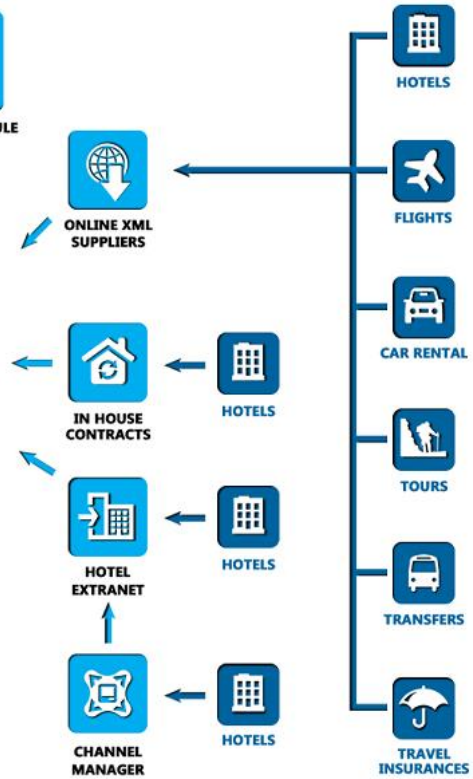 HOTELS
ULE
ONLINE XML
SUPPLIERS
FLIGHTS
CAR RENTAL
IN HOUSE
CONTRACTS
HOTELS
TOURS
HOTEL
EXTRANET
HOTELS
TRANSFERS
CHANNEL
MANAGER
HOTELS
TRAVEL
INSURANCES